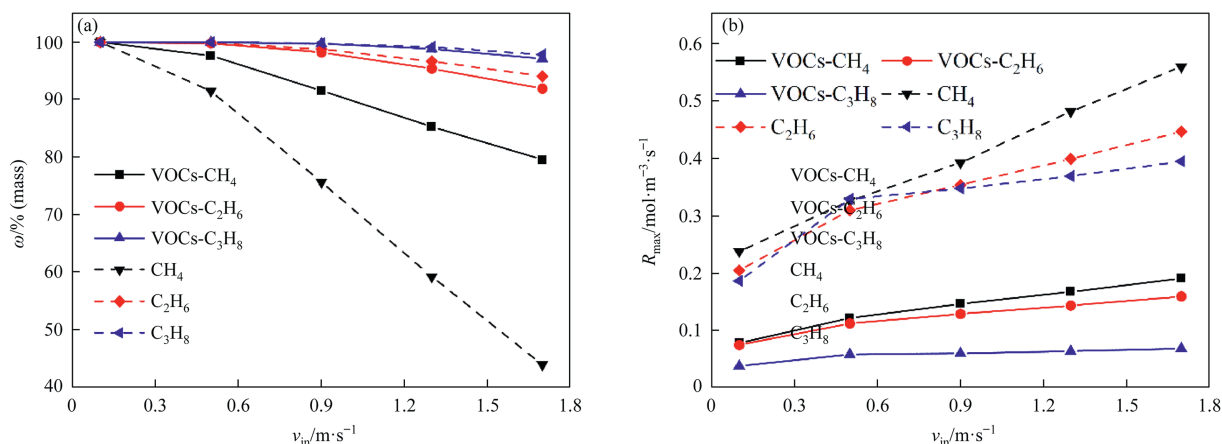 (a)
100
90
80
70
60
50
40
ω/% (mass)
VOCs-CH₄
VOCs-C₂H₆
VOCs-C₃H₈
CH₄
C₂H₆
C₃H₈
0 0.3 0.6 0.9 1.2 1.5 1.8
v_in/m·s⁻¹
(b)
0.6
0.5
0.4
0.3
0.2
0.1
0
R_max/mol·m⁻³·s⁻¹
VOCs-CH₄ VOCs-C₂H₆
VOCs-C₃H₈ CH₄
C₂H₆ C₃H₈
VOCs-CH₄
VOCs-C₂H₆
VOCs-C₃H₈
CH₄
C₂H₆
C₃H₈
0 0.3 0.6 0.9 1.2 1.5 1.8
v_in/m·s⁻¹